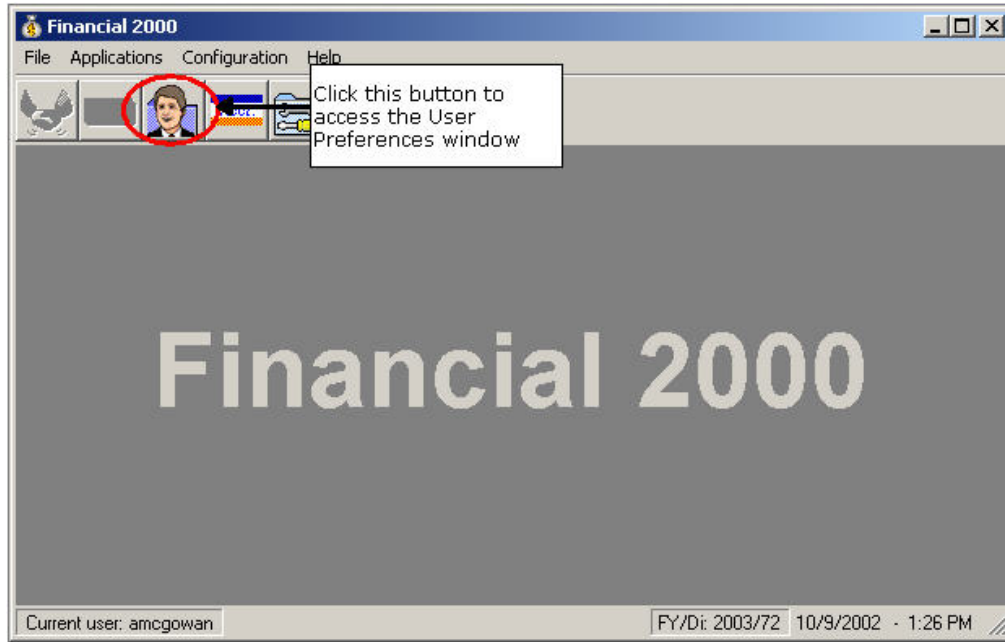 Financial 2000
File Applications Configuration Help
Click this button to
access the User
Preferences window
Financial 2000
Current user: amcgowan
FY/Di: 2003/72 10/9/2002 - 1:26 PM